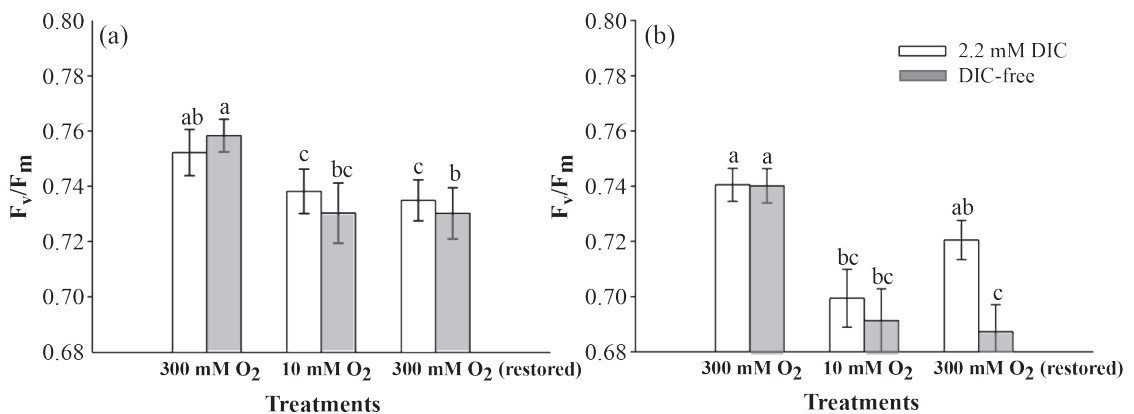 (a)
0.80
0.78
0.76
0.74
0.72
0.70
0.68
Fv/Fm
ab a
c bc
c b
300 mM O2 10 mM O2 300 mM O2 (restored)
Treatments
(b)
2.2 mM DIC
DIC-free
0.80
0.78
0.76
0.74
0.72
0.70
0.68
Fv/Fm
a a
bc bc
ab c
300 mM O2 10 mM O2 300 mM O2 (restored)
Treatments